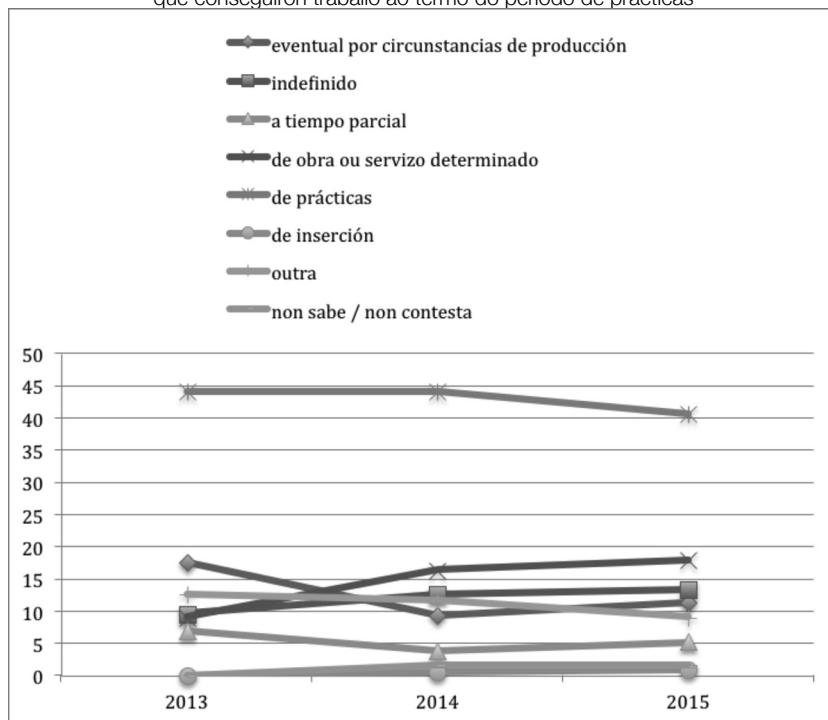 que conseguiron traballo ao termo do período de prácticas
eventual por circunstancias de producción
indefinido
a tiempo parcial
de obra ou servizo determinado
de prácticas
de inserción
outra
non sabe / non contesta
50
45
40
35
30
25
20
15
10
5
0
2013 2014 2015